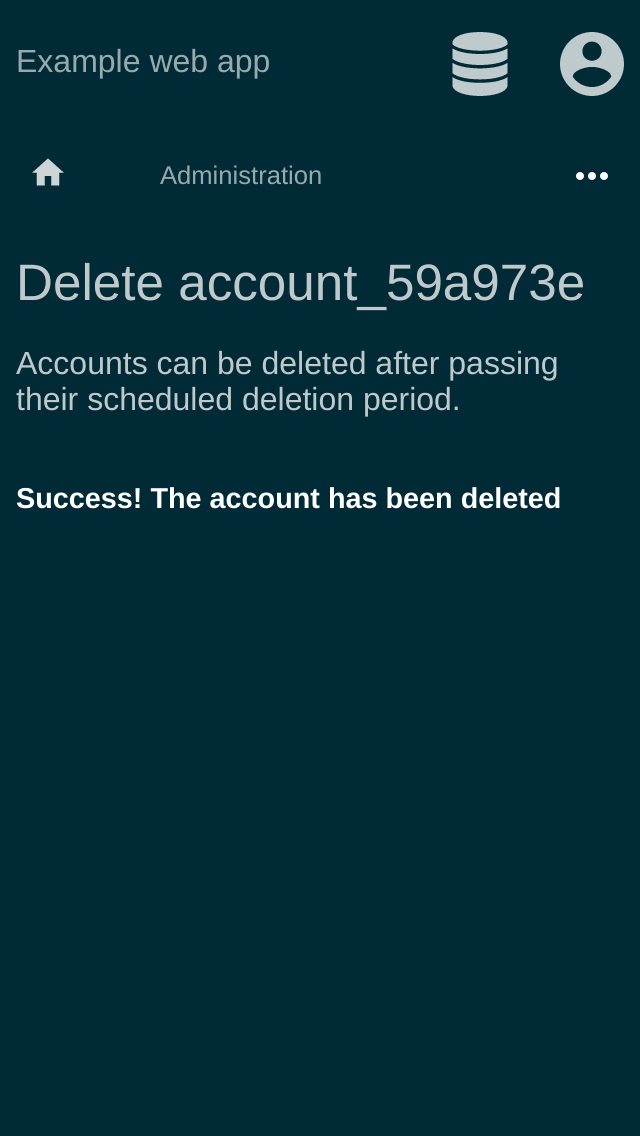 Example web app
Administration
Delete account_59a973e
Accounts can be deleted after passing
their scheduled deletion period.
Success! The account has been deleted